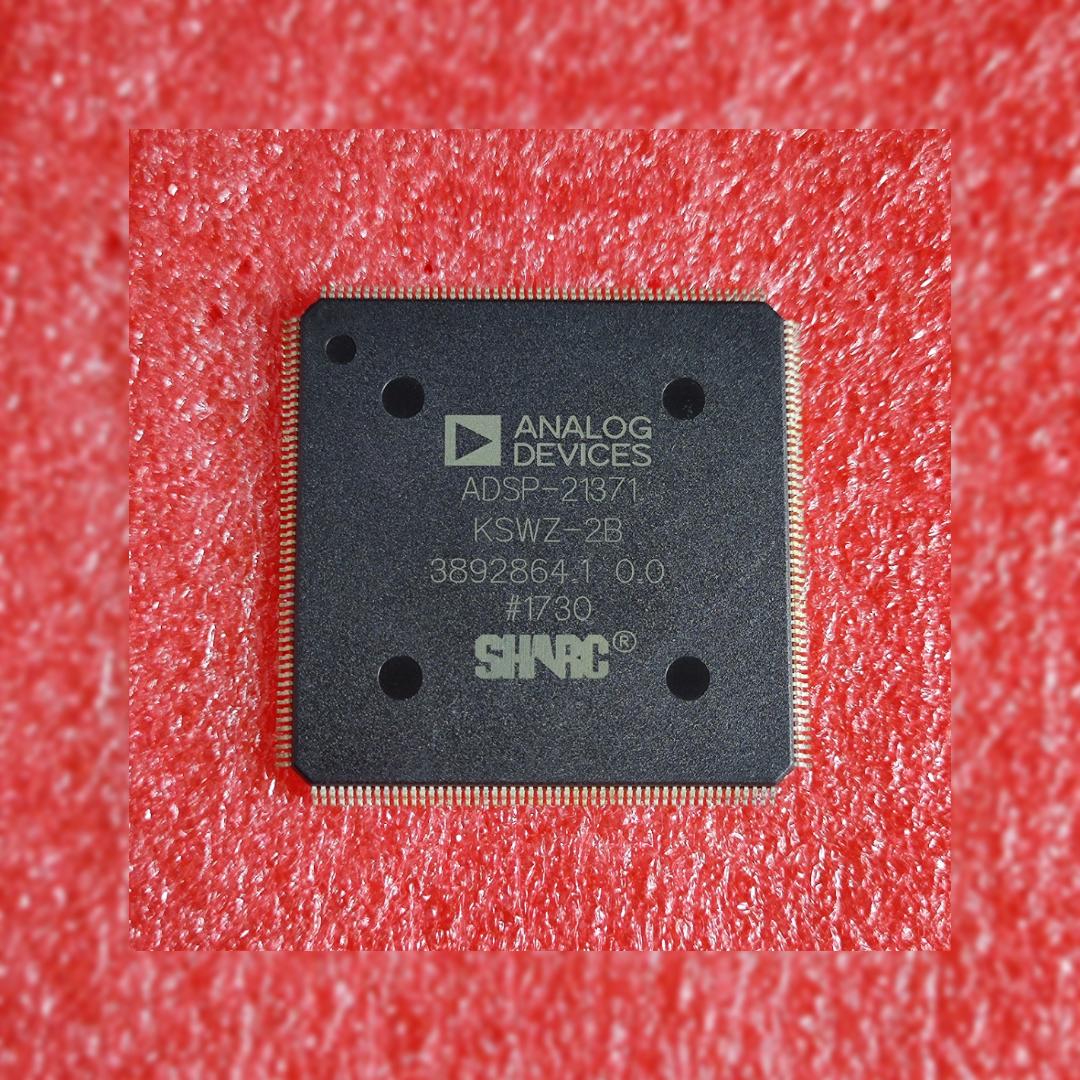 ANALOG
DEVICES
ADSP-21371
KSWZ-2B
3892864.1 0.0
#1730
SHARC®